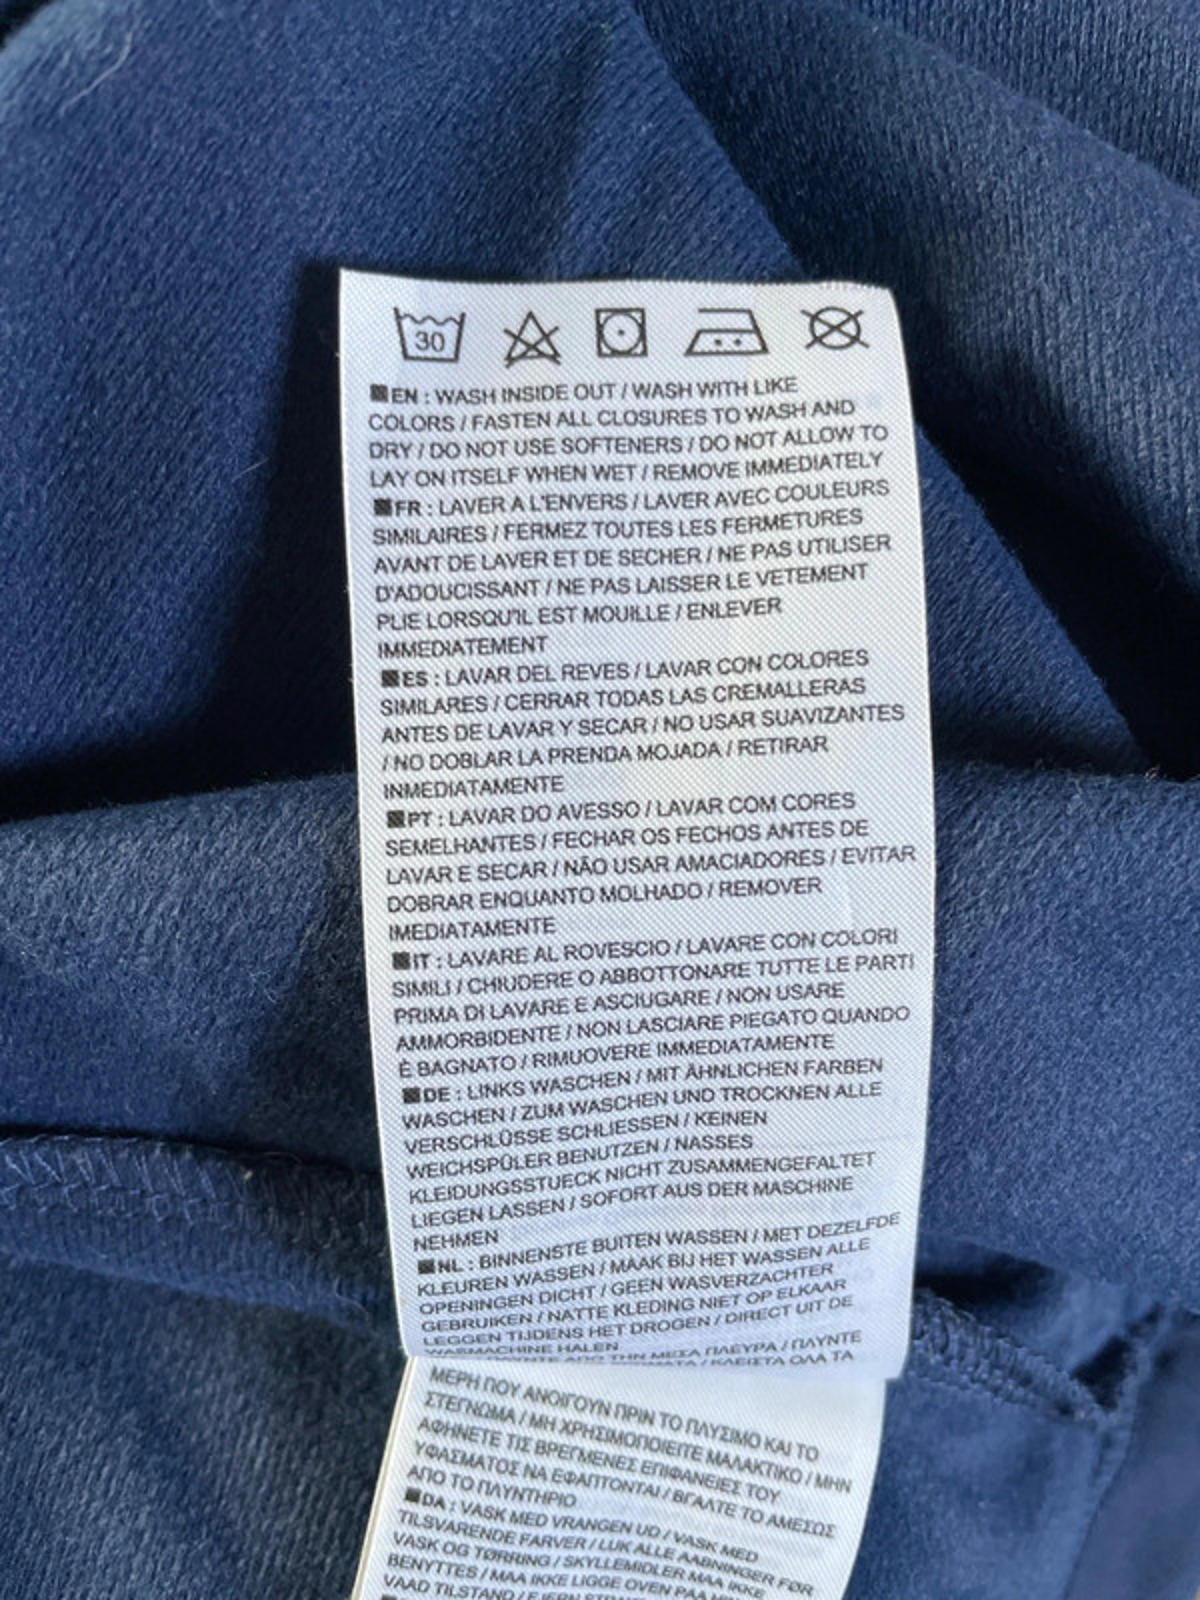 30
EN : WASH INSIDE OUT / WASH WITH LIKE
COLORS / FASTEN ALL CLOSURES TO WASH AND
DRY / DO NOT USE SOFTENERS / DO NOT ALLOW TO
LAY ON ITSELF WHEN WET / REMOVE IMMEDIATELY
FR : LAVER A L'ENVERS / LAVER AVEC COULEURS
SIMILAIRES / FERMEZ TOUTES LES FERMETURES
AVANT DE LAVER ET DE SECHER / NE PAS UTILISER
D'ADOUCISSANT / NE PAS LAISSER LE VETEMENT
PLIE LORSQU'IL EST MOUILLE / ENLEVER
IMMEDIATEMENT
ES : LAVAR DEL REVES / LAVAR CON COLORES
SIMILARES / CERRAR TODAS LAS CREMALLERAS
ANTES DE LAVAR Y SECAR / NO USAR SUAVIZANTES
/ NO DOBLAR LA PRENDA MOJADA / RETIRAR
INMEDIATAMENTE
PT : LAVAR DO AVESSO / LAVAR COM CORES
SEMELHANTES / FECHAR OS FECHOS ANTES DE
LAVAR E SECAR / NÃO USAR AMACIADORES / EVITAR
DOBRAR ENQUANTO MOLHADO / REMOVER
IMEDIATAMENTE
IT : LAVARE AL ROVESCIO / LAVARE CON COLORI
SIMILI / CHIUDERE O ABBOTTONARE TUTTE LE PARTI
PRIMA DI LAVARE E ASCIUGARE / NON USARE
AMMORBIDENTE / NON LASCIARE PIEGATO QUANDO
È BAGNATO / RIMUOVERE IMMEDIATAMENTE
DE : LINKS WASCHEN / MIT ÄHNLICHEN FARBEN
WASCHEN / ZUM WASCHEN UND TROCKNEN ALLE
VERSCHLÜSSE SCHLIESSEN / KEINEN
WEICHSPÜLER BENUTZEN / NASSES
KLEIDUNGSSTUECK NICHT ZUSAMMENGEFALTET
LIEGEN LASSEN / SOFORT AUS DER MASCHINE
NEHMEN
NL : BINNENSTE BUITEN WASSEN / MET DEZELFDE
KLEUREN WASSEN / MAAK BIJ HET WASSEN ALLE
OPENINGEN DICHT / GEEN WASVERZACHTER
GEBRUIKEN / NATTE KLEDING NIET OP ELKAAR
LEGGEN TIJDENS HET DROGEN / DIRECT UIT DE
WASMACHINE HALEN
ΑΠΟ ΤΗΝ ΜΕΣΑ ΠΛΕΥΡΑ / ΠΛΥΝΤΕ
/ ΚΛΕΙΣΤΑ ΟΛΑ ΤΑ
ΜΕΡΗ ΠΟΥ ΑΝΟΙΓΟΥΝ ΠΡΙΝ ΤΟ ΠΛΥΣΙΜΟ ΚΑΙ ΤΟ
ΣΤΕΓΝΩΜΑ / ΜΗ ΧΡΗΣΙΜΟΠΟΙΕΙΤΕ ΜΑΛΑΚΤΙΚΟ / ΜΗΝ
ΑΦΗΝΕΤΕ ΤΙΣ ΒΡΕΓΜΕΝΕΣ ΕΠΙΦΑΝΕΙΕΣ ΤΟΥ
ΥΦΑΣΜΑΤΟΣ ΝΑ ΕΦΑΠΤΟΝΤΑΙ / ΒΓΑΛΤΕ ΤΟ ΑΜΕΣΩΣ
ΑΠΟ ΤΟ ΠΛΥΝΤΗΡΙΟ
DA : VASK MED VRANGEN UD / VASK MED
TILSVARENDE FARVER / LUK ALLE AABNINGER FØR
VASK OG TØRRING / SKYLLEMIDLER MAA IKKE
BENYTTES / MAA IKKE LIGGE OVEN PAA
VAAD TILSTAND /